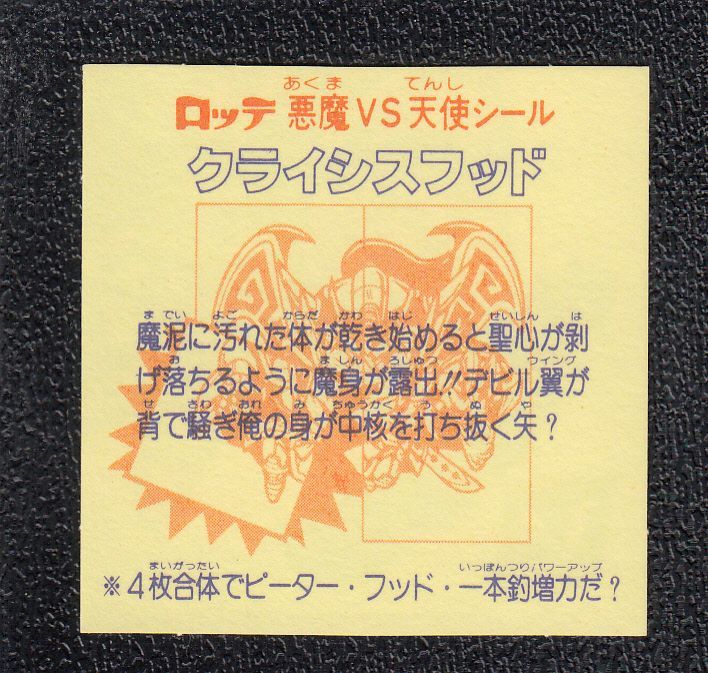 あくま てんし
ロッテ 悪魔VS天使シール
クライシスフッド
までい よご からだ かわ はじ せいしん は
魔泥に汚れた体が乾き始めると聖心が剥
お ましん ろしゅつ ウイング
げ落ちるように魔身が露出!!デビル翼が
せ さわ おれ み ちゅうかく う ぬ や
背で騒ぎ俺の身が中核を打ち抜く矢?
まいがったい いっぽんつりパワーアップ
※4枚合体でピーター・フッド・一本釣増力だ?